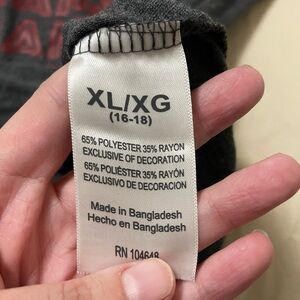 XL/XG
(16-18)
65% POLYESTER 35% RAYON
EXCLUSIVE OF DECORATION
65% POLIÉSTER 35% RAYÓN
EXCLUSIVO DE DECORACION
Made in Bangladesh
Hecho en Bangladesh
RN 104648